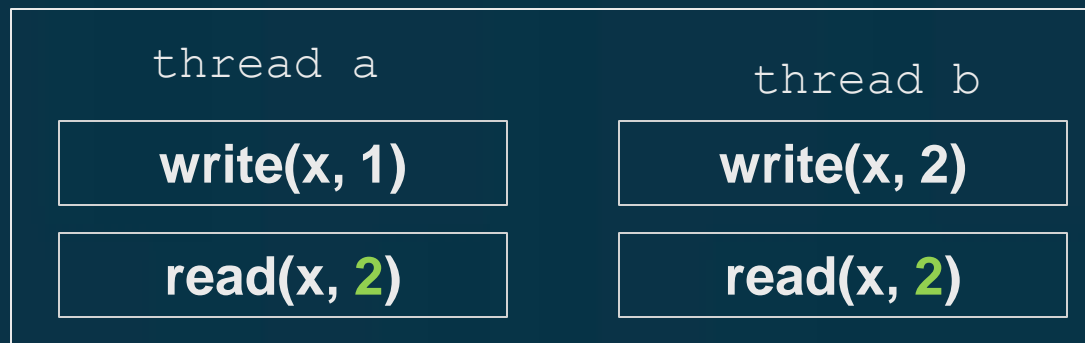 thread a
thread b
write(x, 1)
write(x, 2)
read(x, 2)
read(x, 2)